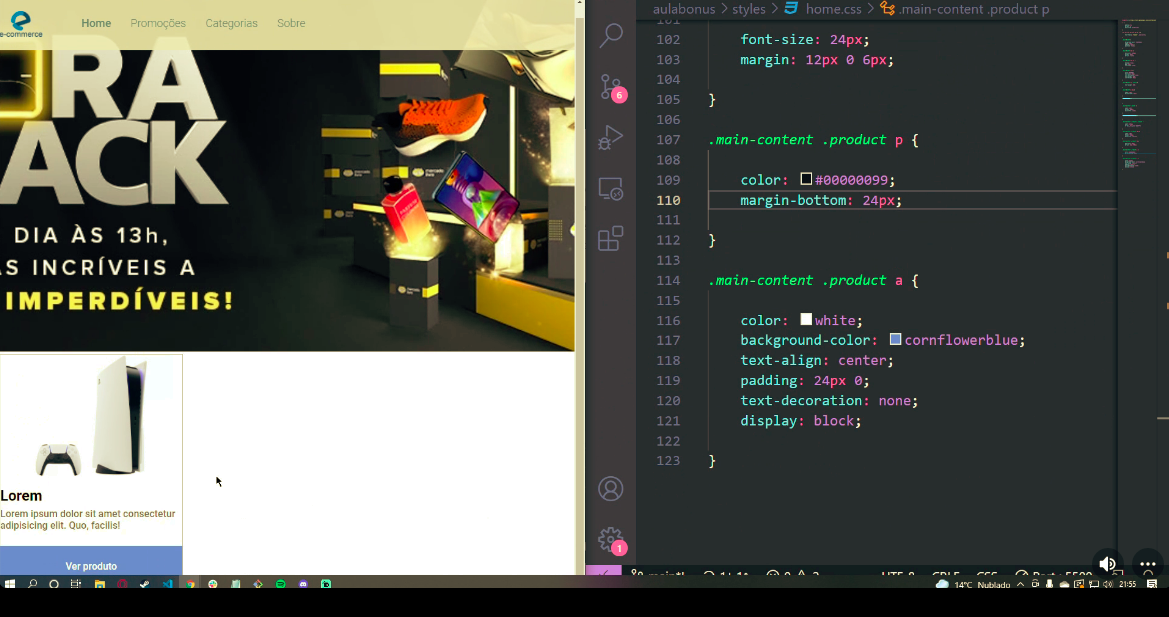 Home Promoções Categorias Sobre
e-commerce
RA
ACK
DIA ÀS 13h,
AS INCRÍVEIS A
IMPERDÍVEIS!
Lorem
Lorem ipsum dolor sit amet consectetur
adipisicing elit. Quo, facilis!
Ver produto
aulabonus > styles > home.css > .main-content .product p
101
102 font-size: 24px;
103 margin: 12px 0 6px;
104
105 }
106
107 .main-content .product p {
108
109 color: #00000099;
110 margin-bottom: 24px;
111
112 }
113
114 .main-content .product a {
115
116 color: white;
117 background-color: cornflowerblue;
118 text-align: center;
119 padding: 24px 0;
120 text-decoration: none;
121 display: block;
122
123 }
6
1
14°C Nublado
21:55